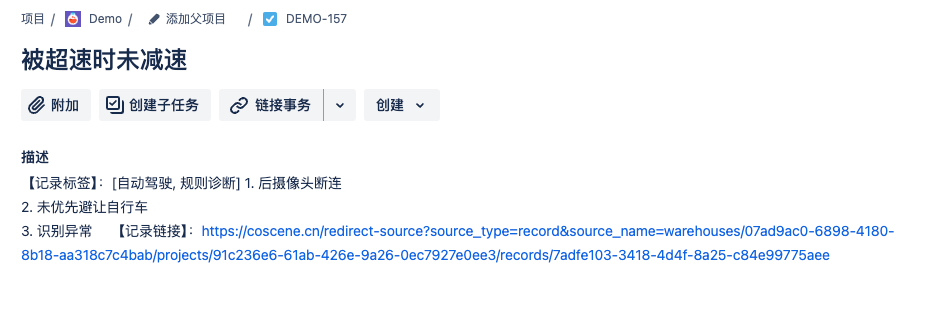 项目 / Demo / 添加父项目 / DEMO-157
被超速时未减速
附加 创建子任务 链接事务 创建
描述
【记录标签】：[自动驾驶, 规则诊断] 1. 后摄像头断连
2. 未优先避让自行车
3. 识别异常 【记录链接】：https://coscene.cn/redirect-source?source_type=record&source_name=warehouses/07ad9ac0-6898-4180-
8b18-aa318c7c4bab/projects/91c236e6-61ab-426e-9a26-0ec7927e0ee3/records/7adfe103-3418-4d4f-8a25-c84e99775aee